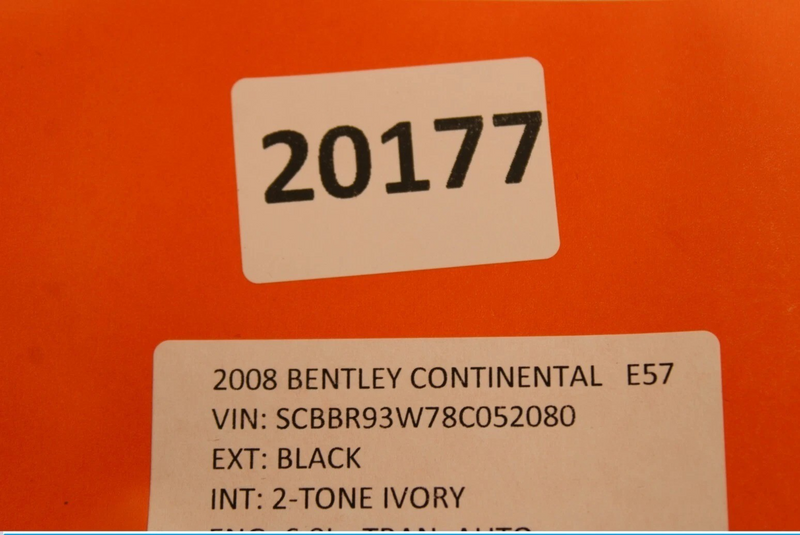 20177
2008 BENTLEY CONTINENTAL E57
VIN: SCBBR93W78C052080
EXT: BLACK
INT: 2-TONE IVORY